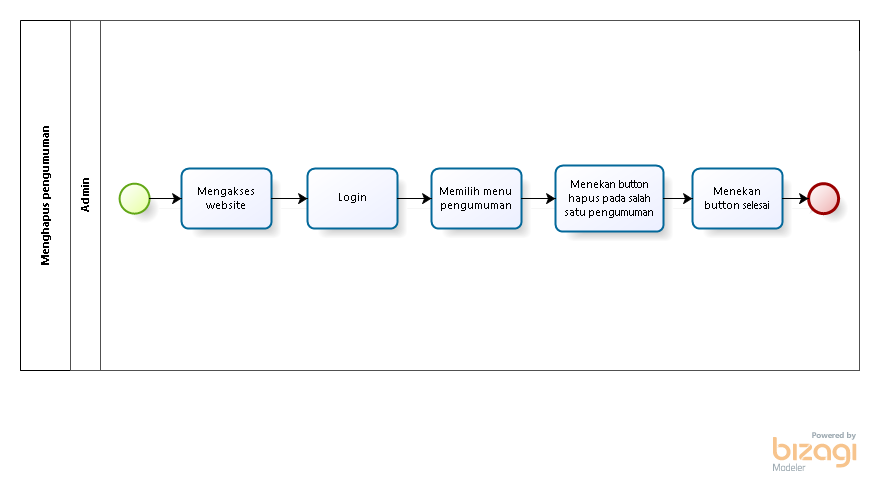 Menghapus pengumuman
Admin
Mengakses
website
Login
Memilih menu
pengumuman
Menekan button
hapus pada salah
satu pengumuman
Menekan
button selesai
Powered by
bizagi
Modeler